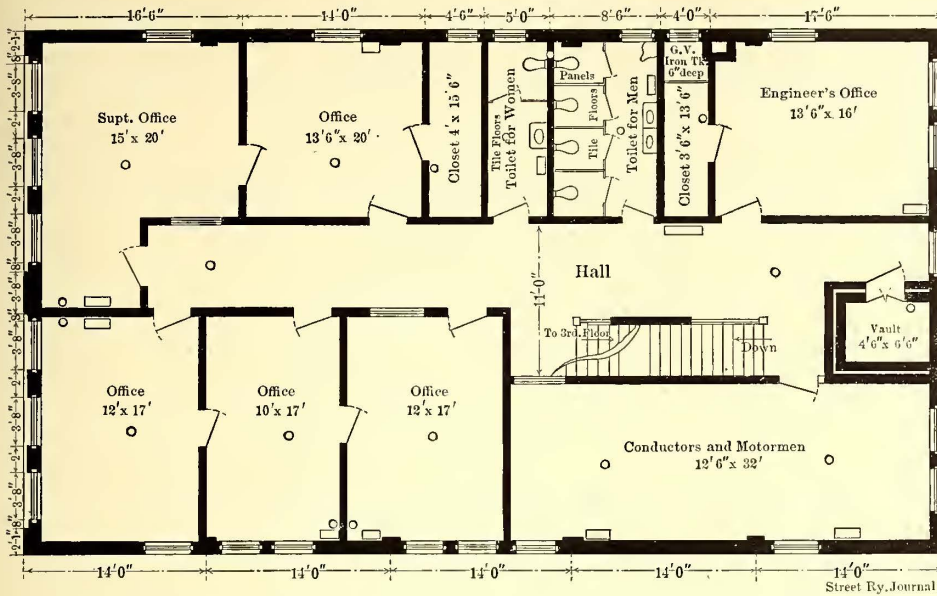 16'6" 14'0" 4'6" 5'0" 8'6" 4'0" 17'6"
Supt. Office
15' x 20'
Office
13'6" x 20'
Closet 4' x 15'6"
Tile Floors
Toilet for Women
Panels
Floors
Tile
Toilet for Men
G.V.
Iron Tk.
6" deep
Closet 3'6" x 13'6"
Engineer's Office
13'6" x 16'
Hall
11'-0"
To 3rd. Floor
Down
Vault
4'6" x 6'6"
Office
12' x 17'
Office
10' x 17'
Office
12' x 17'
Conductors and Motormen
12'6" x 32'
14'0" 14'0" 14'0" 14'0" 14'0"
Street Ry. Journal